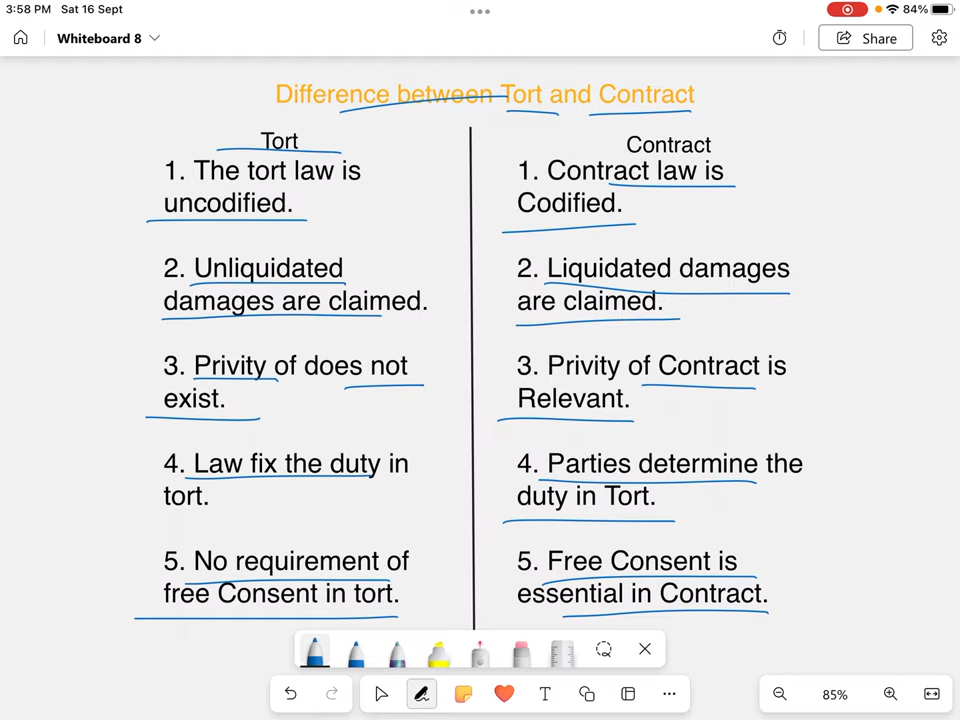 3:58 PM Sat 16 Sept
84%
Whiteboard 8
Share
Difference between Tort and Contract
Tort
1. The tort law is
uncodified.
2. Unliquidated
damages are claimed.
3. Privity of does not
exist.
4. Law fix the duty in
tort.
5. No requirement of
free Consent in tort.
Contract
1. Contract law is
Codified.
2. Liquidated damages
are claimed.
3. Privity of Contract is
Relevant.
4. Parties determine the
duty in Tort.
5. Free Consent is
essential in Contract.
T
85%